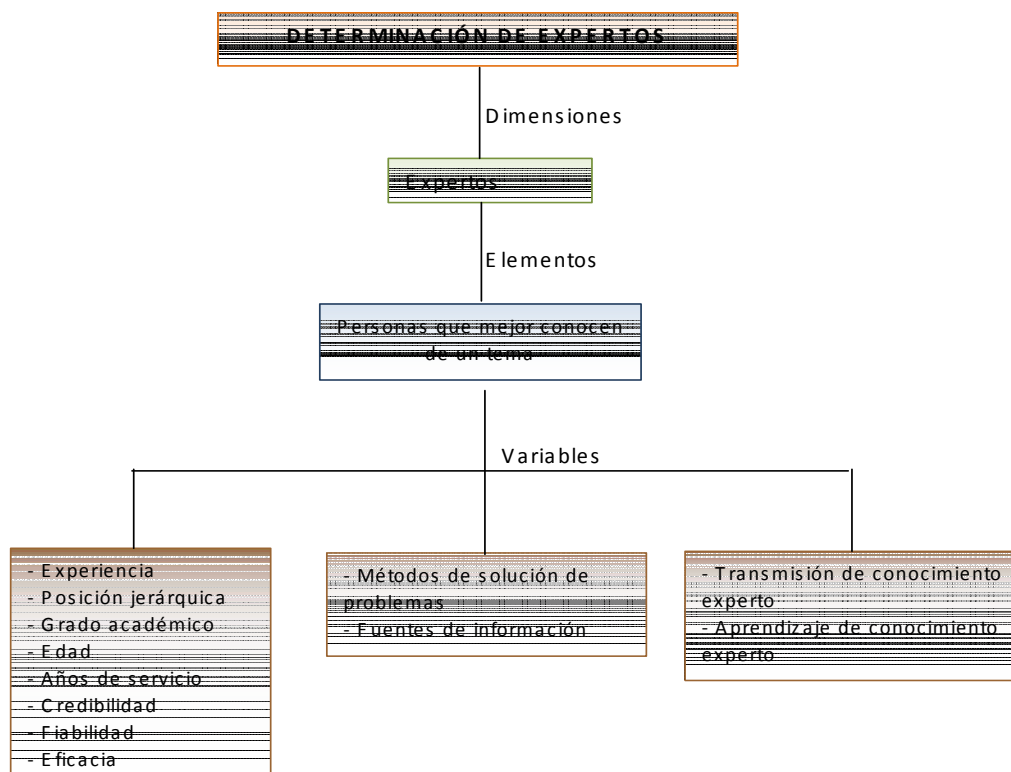 DETERMINACIÓN DE EXPERTOS
Dimensiones
Expertos
Elementos
Personas que mejor conocen
de un tema
Variables
- Experiencia
- Posición jerárquica
- Grado académico
- Edad
- Años de servicio
- Credibilidad
- Fiabilidad
- Eficacia
- Métodos de solución de
problemas
- Fuentes de información
- Transmisión de conocimiento
experto
- Aprendizaje de conocimiento
experto